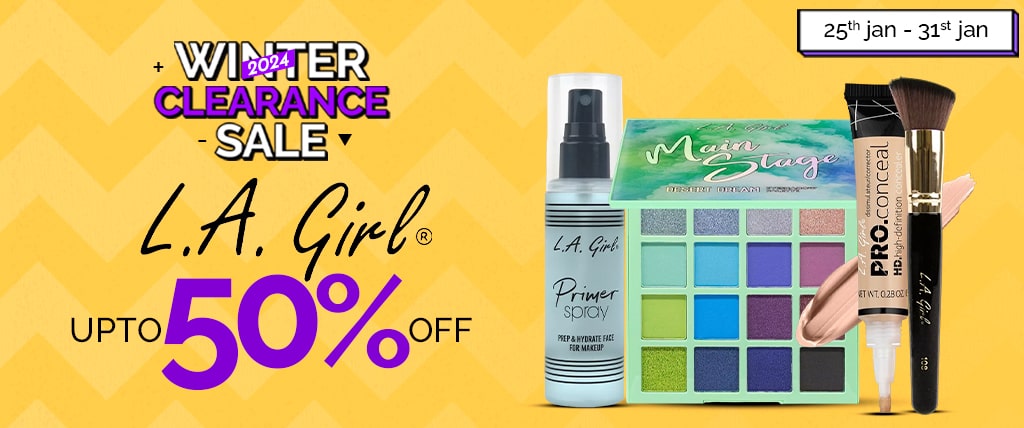 25th jan - 31st jan
WINTER
2024
CLEARANCE
SALE
L.A. Girl®
UPTO 50% OFF
L.A. Girl
Primer
spray
PREP & HYDRATE FACE
FOR MAKEUP
L.A. Girl
Main
Stage
DESERT DREAM
L.A. Girl
PRO.conceal
HD.high-definition concealer
NET WT. 0.28 OZ.
L.A. Girl
108